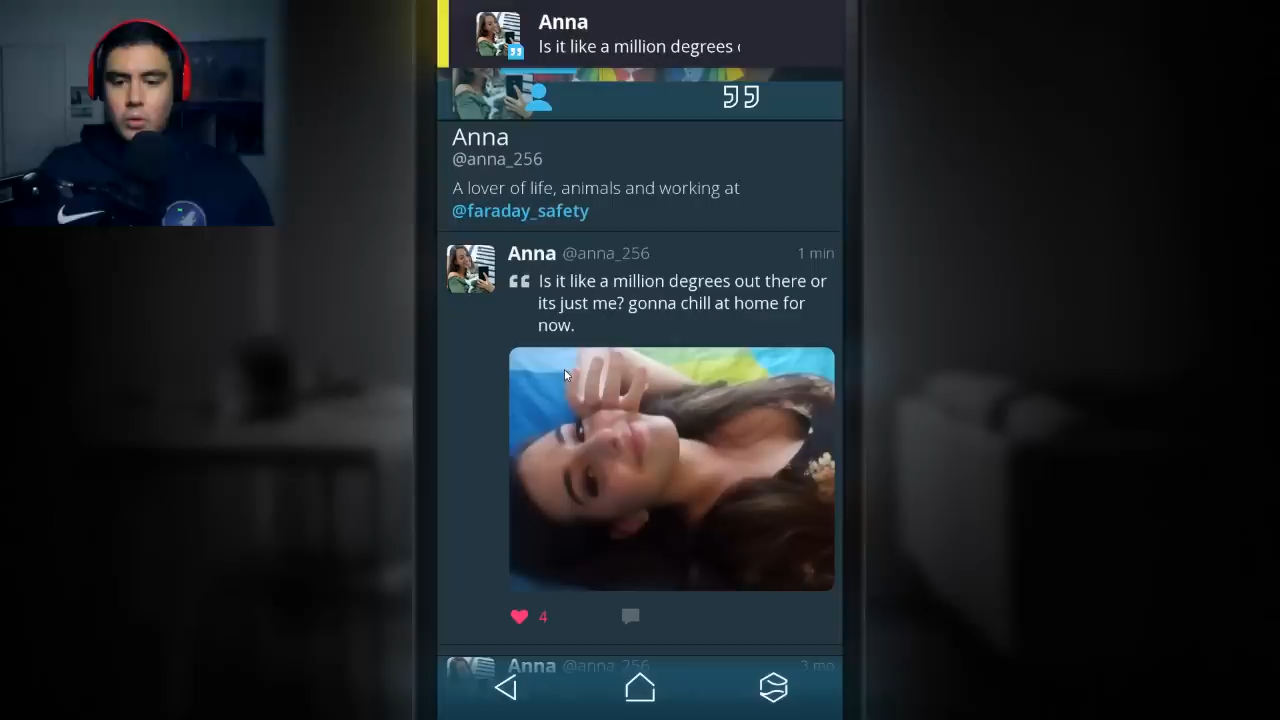 Anna
Is it like a million degrees
Anna
@anna_256
A lover of life, animals and working at
@faraday_safety
Anna @anna_256 1 min
Is it like a million degrees out there or
its just me? gonna chill at home for
now.
4
Anna @anna_256 3 mo